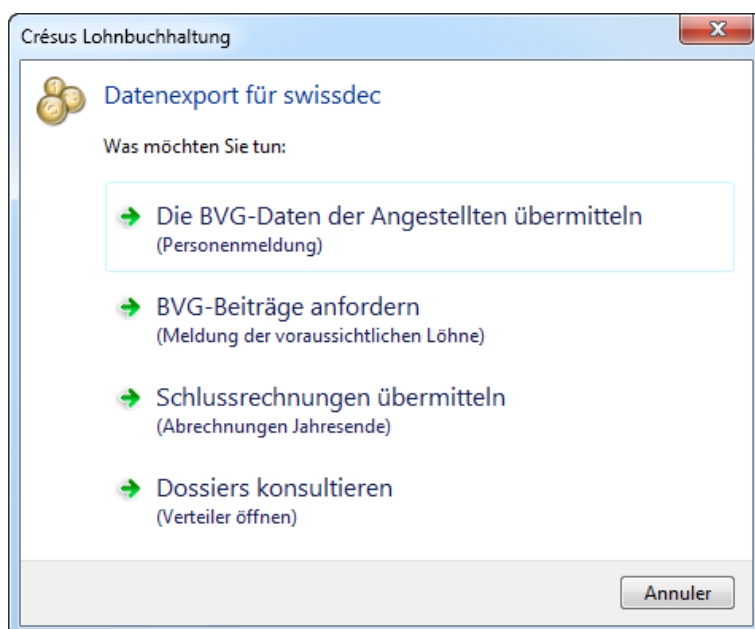 Crésus Lohnbuchhaltung
Datenexport für swissdec
Was möchten Sie tun:
Die BVG-Daten der Angestellten übermitteln
(Personenmeldung)
BVG-Beiträge anfordern
(Meldung der voraussichtlichen Löhne)
Schlussrechnungen übermitteln
(Abrechnungen Jahresende)
Dossiers konsultieren
(Verteiler öffnen)
Annuler